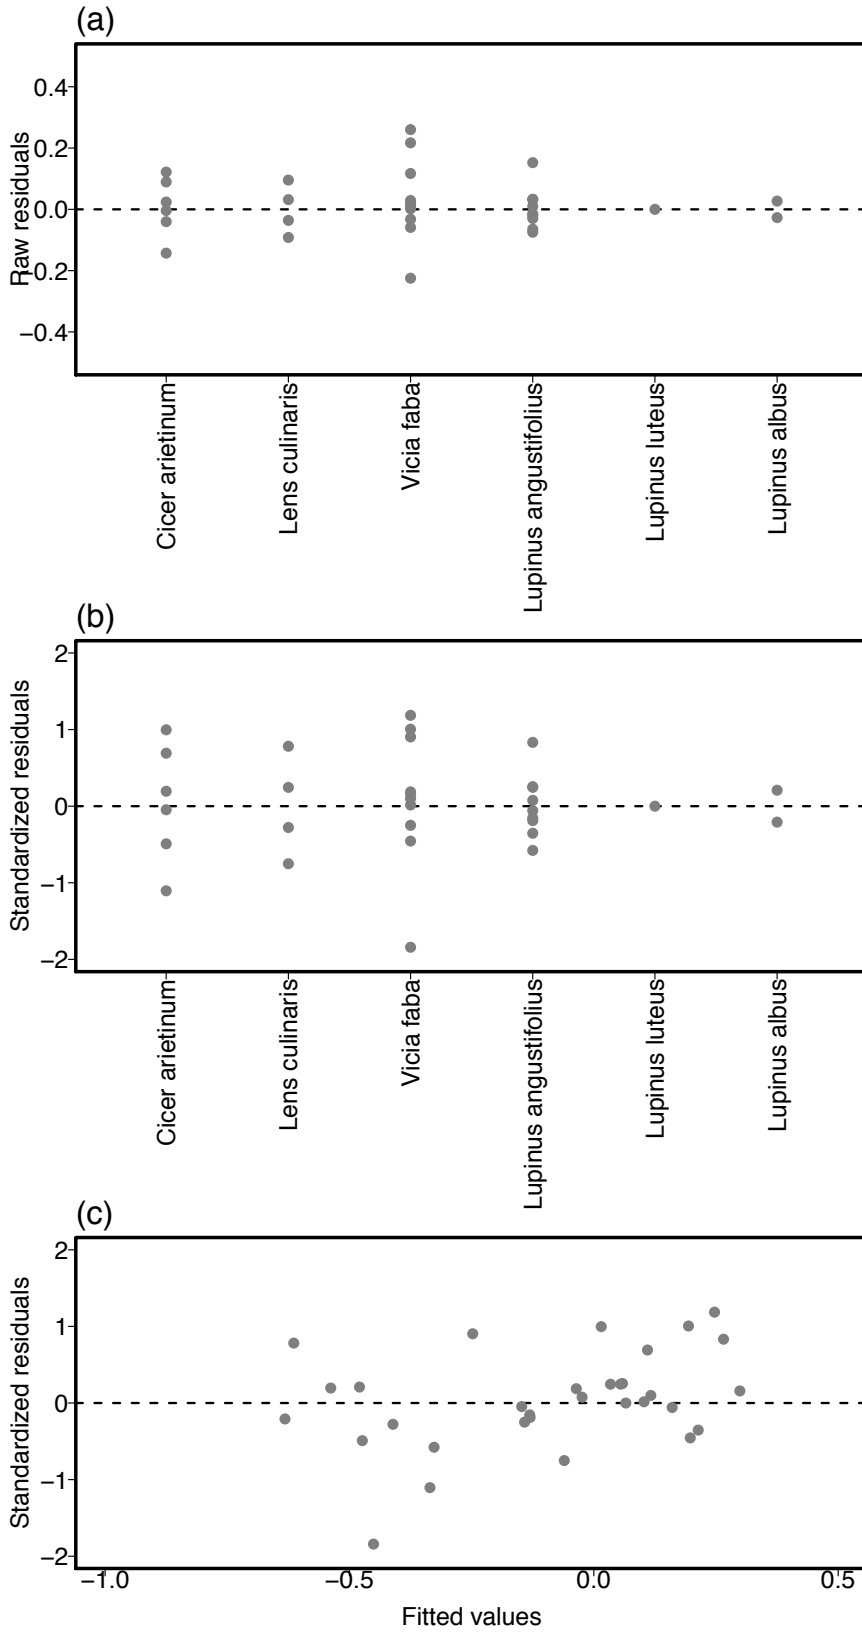 (a)
Raw residuals
0.4
0.2
0.0
−0.2
−0.4
Cicer arietinum
Lens culinaris
Vicia faba
Lupinus angustifolius
Lupinus luteus
Lupinus albus
(b)
Standardized residuals
2
1
0
−1
−2
Cicer arietinum
Lens culinaris
Vicia faba
Lupinus angustifolius
Lupinus luteus
Lupinus albus
(c)
Standardized residuals
2
1
0
−1
−2
−1.0
−0.5
0.0
0.5
Fitted values